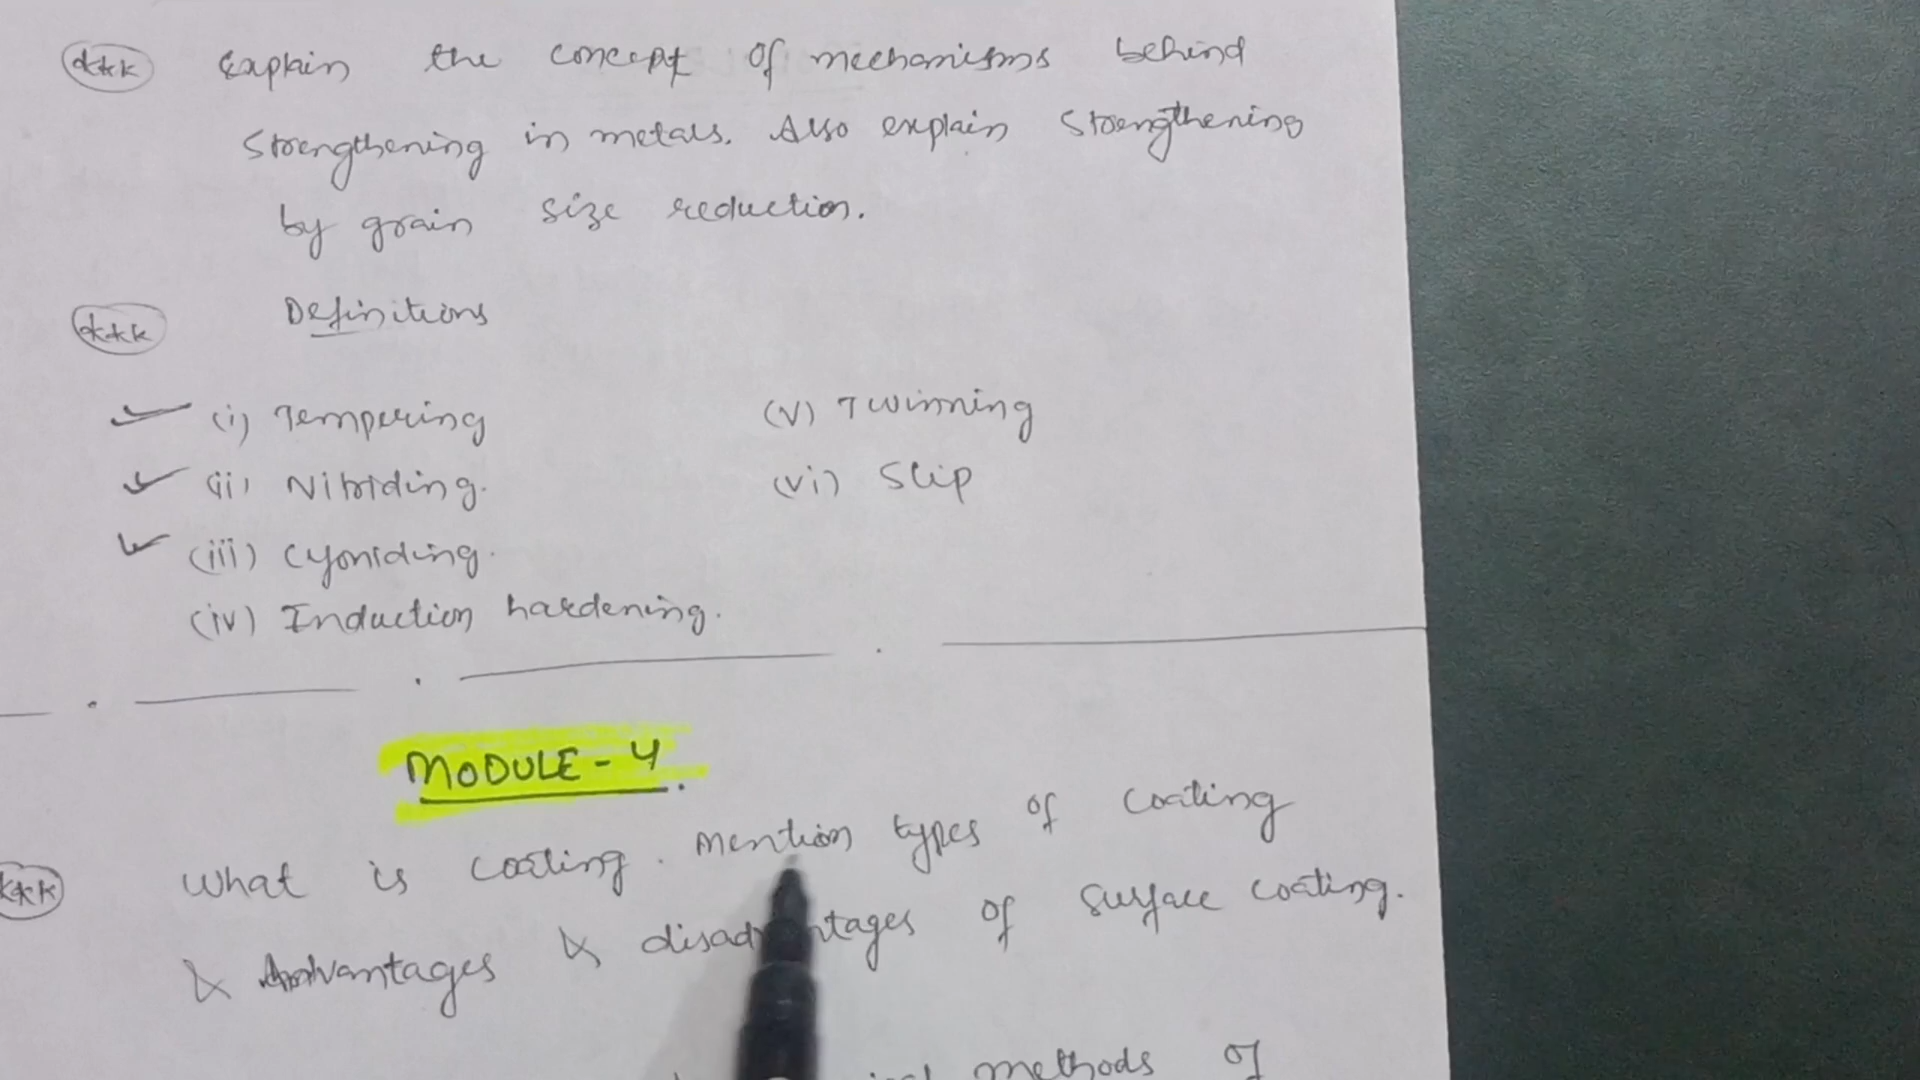 *** Explain the concept of mechanisms behind
strengthening in metals. Also explain strengthening
by grain size reduction.
*** Definitions
(i) Tempering
(ii) Nitriding.
(iii) Cyoniding.
(iv) Induction hardening.
(v) Twinning
(vi) Slip
MODULE - 4.
*** What is coating. Mention types of coating
& Advantages & disadvantages of surface coating.
methods of